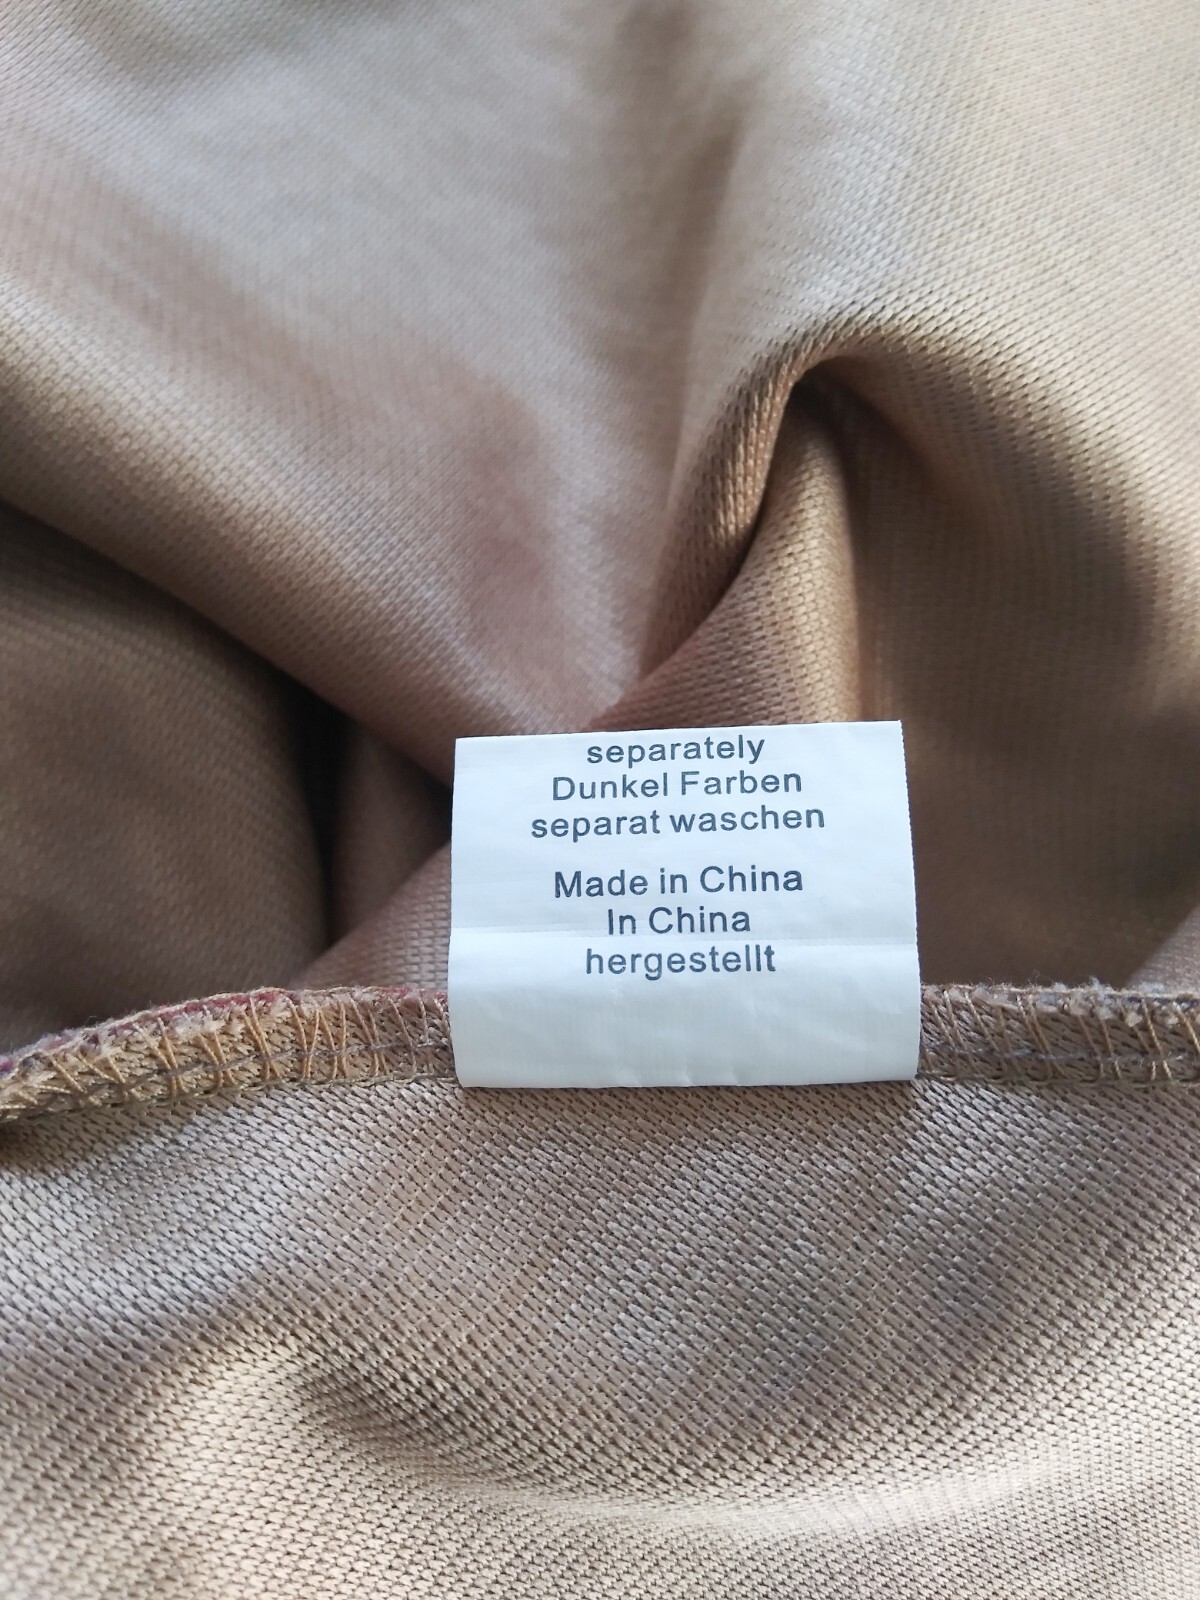 separately
Dunkel Farben
separat waschen
Made in China
In China
hergestellt